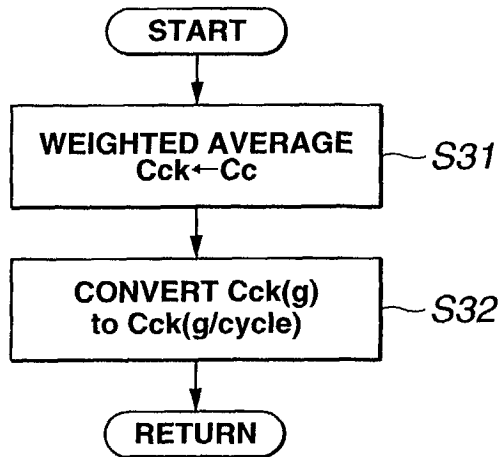 START
WEIGHTED AVERAGE
Cck←Cc
S31
CONVERT Cck(g)
to Cck(g/cycle)
S32
RETURN